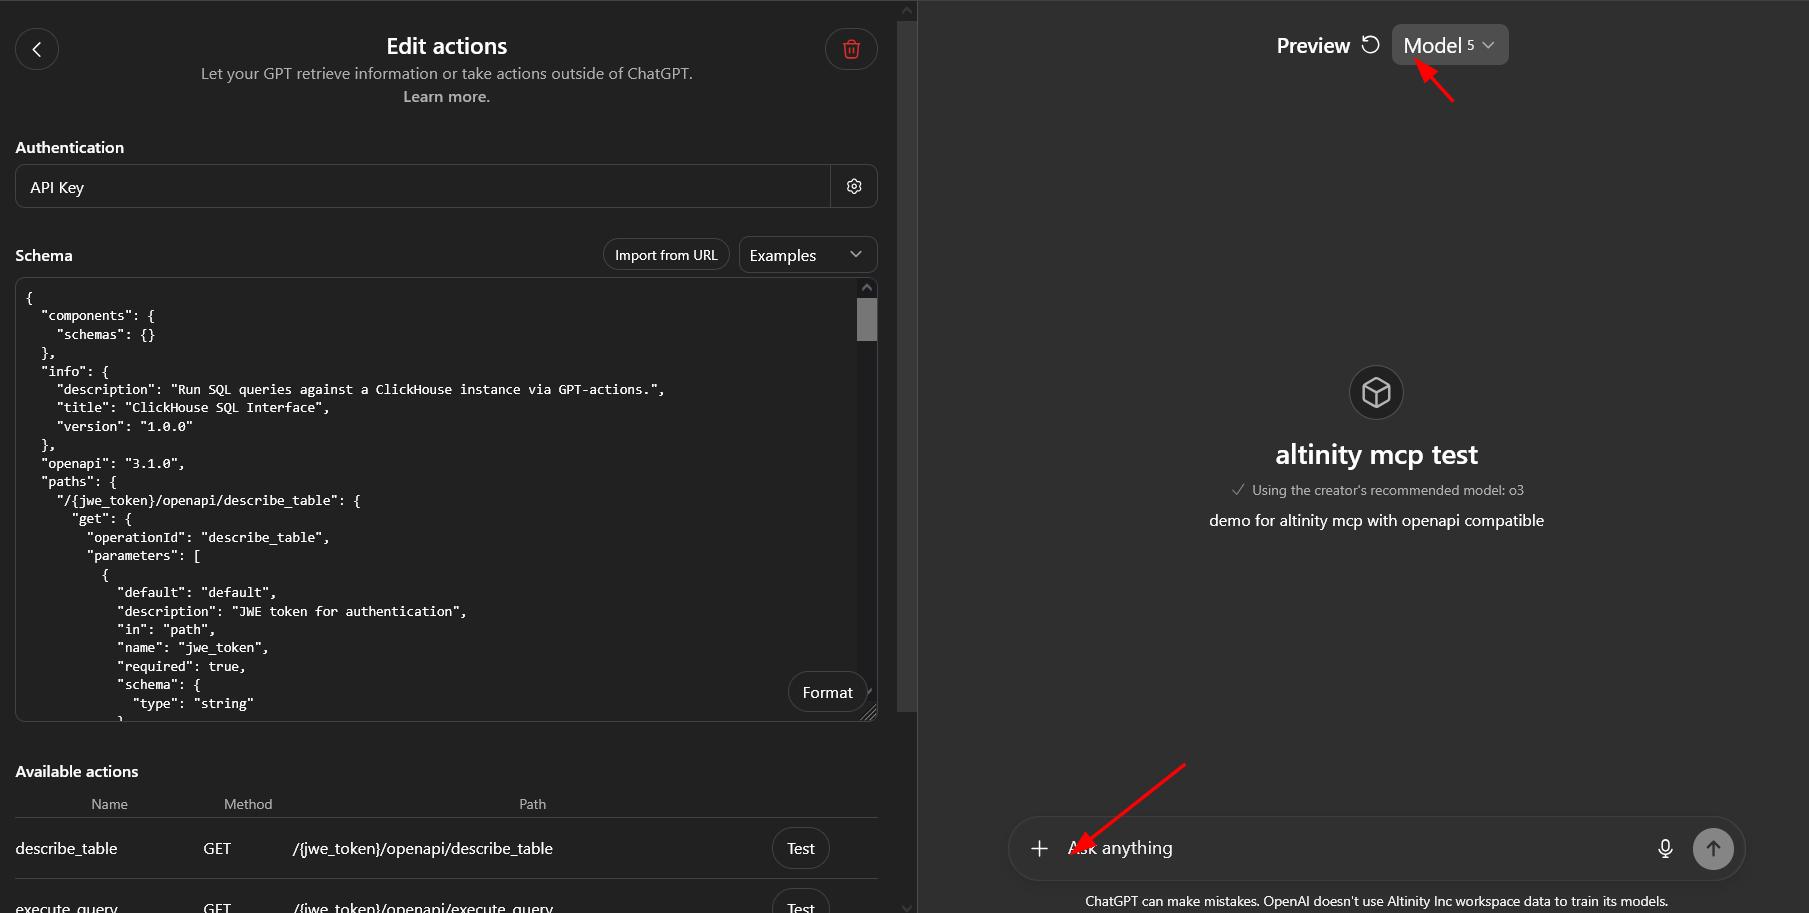 Edit actions
Let your GPT retrieve information or take actions outside of ChatGPT.
Learn more.
Authentication
API Key
Schema
Import from URL
Examples
{
  "components": {
    "schemas": {}
  },
  "info": {
    "description": "Run SQL queries against a ClickHouse instance via GPT-actions.",
    "title": "ClickHouse SQL Interface",
    "version": "1.0.0"
  },
  "openapi": "3.1.0",
  "paths": {
    "/{jwe_token}/openapi/describe_table": {
      "get": {
        "operationId": "describe_table",
        "parameters": [
          {
            "default": "default",
            "description": "JWE token for authentication",
            "in": "path",
            "name": "jwe_token",
            "required": true,
            "schema": {
              "type": "string"
            }
Format
Available actions
Name Method Path
describe_table GET /{jwe_token}/openapi/describe_table Test
execute_query GET /{jwe_token}/openapi/execute_query Test
Preview Model 5
altinity mcp test
Using the creator's recommended model: o3
demo for altinity mcp with openapi compatible
Ask anything
ChatGPT can make mistakes. OpenAI doesn't use Altinity Inc workspace data to train its models.